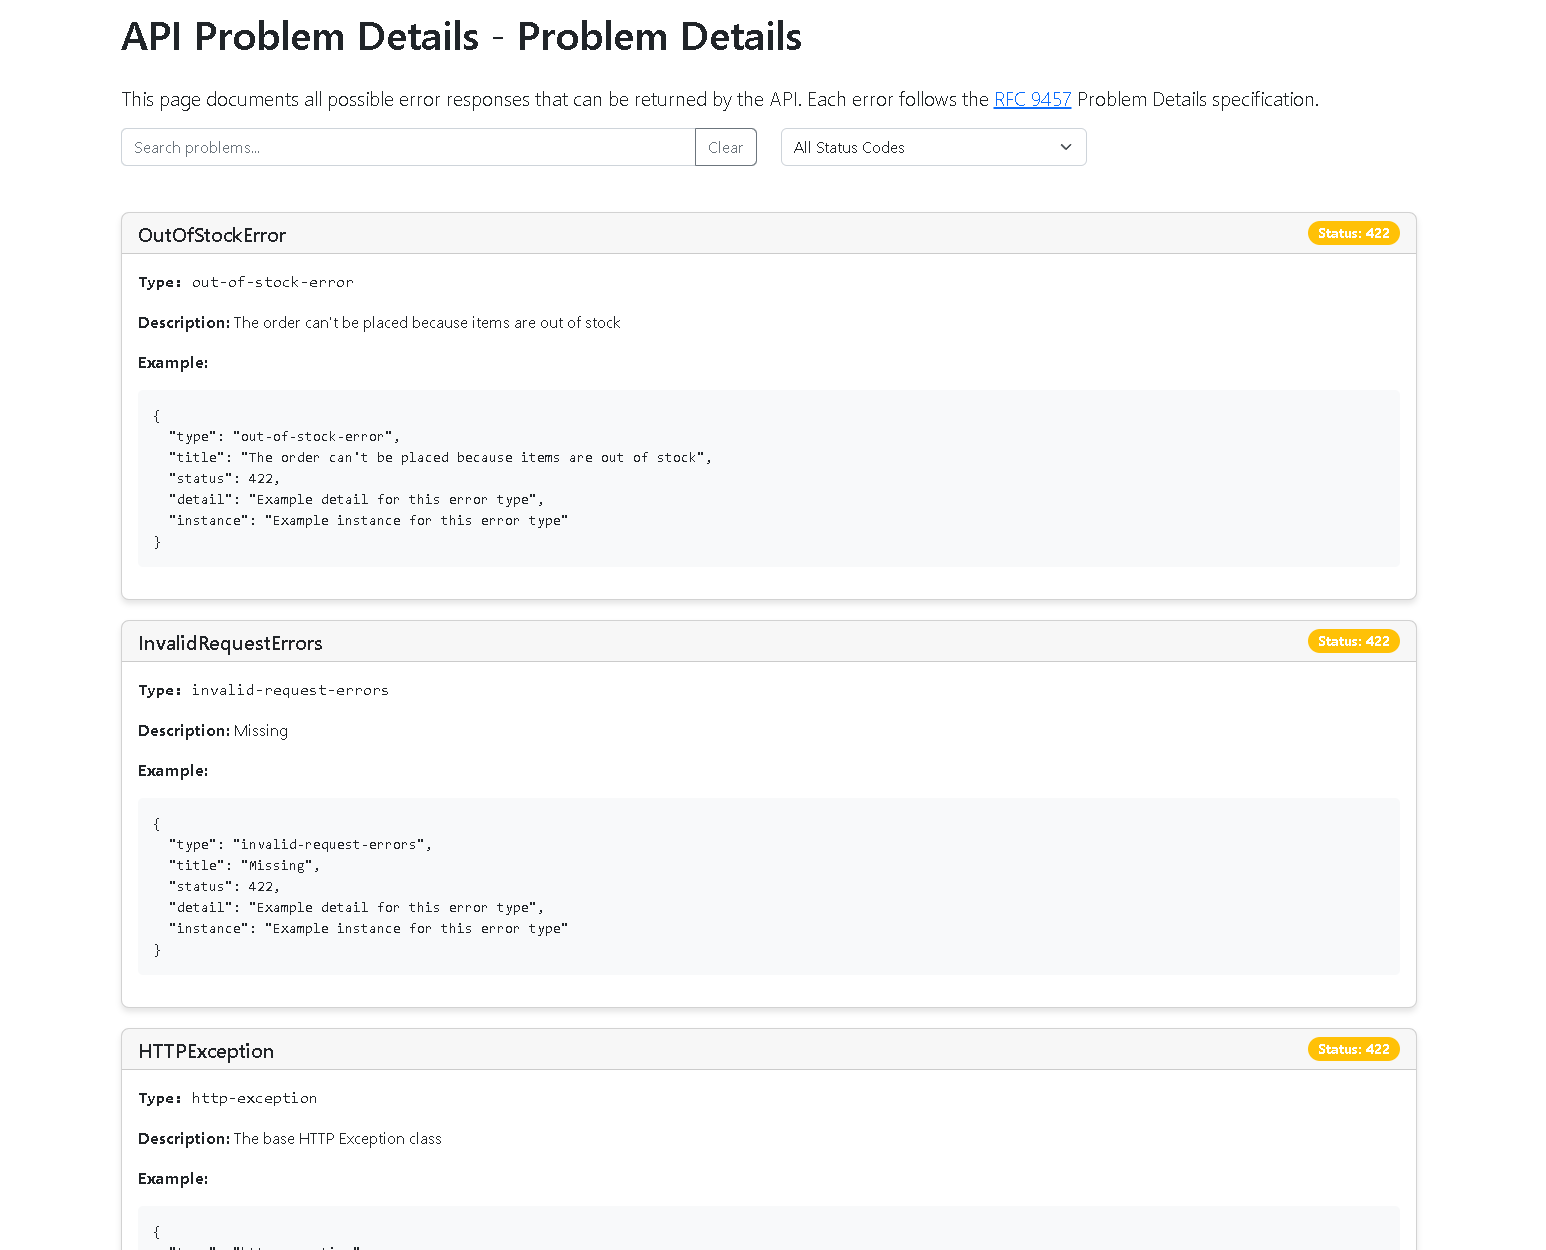 API Problem Details - Problem Details
This page documents all possible error responses that can be returned by the API. Each error follows the RFC 9457 Problem Details specification.
Search problems... Clear All Status Codes
OutOfStockError Status: 422
Type: out-of-stock-error
Description: The order can't be placed because items are out of stock
Example:
{
  "type": "out-of-stock-error",
  "title": "The order can't be placed because items are out of stock",
  "status": 422,
  "detail": "Example detail for this error type",
  "instance": "Example instance for this error type"
}
InvalidRequestErrors Status: 422
Type: invalid-request-errors
Description: Missing
Example:
{
  "type": "invalid-request-errors",
  "title": "Missing",
  "status": 422,
  "detail": "Example detail for this error type",
  "instance": "Example instance for this error type"
}
HTTPException Status: 422
Type: http-exception
Description: The base HTTP Exception class
Example:
{